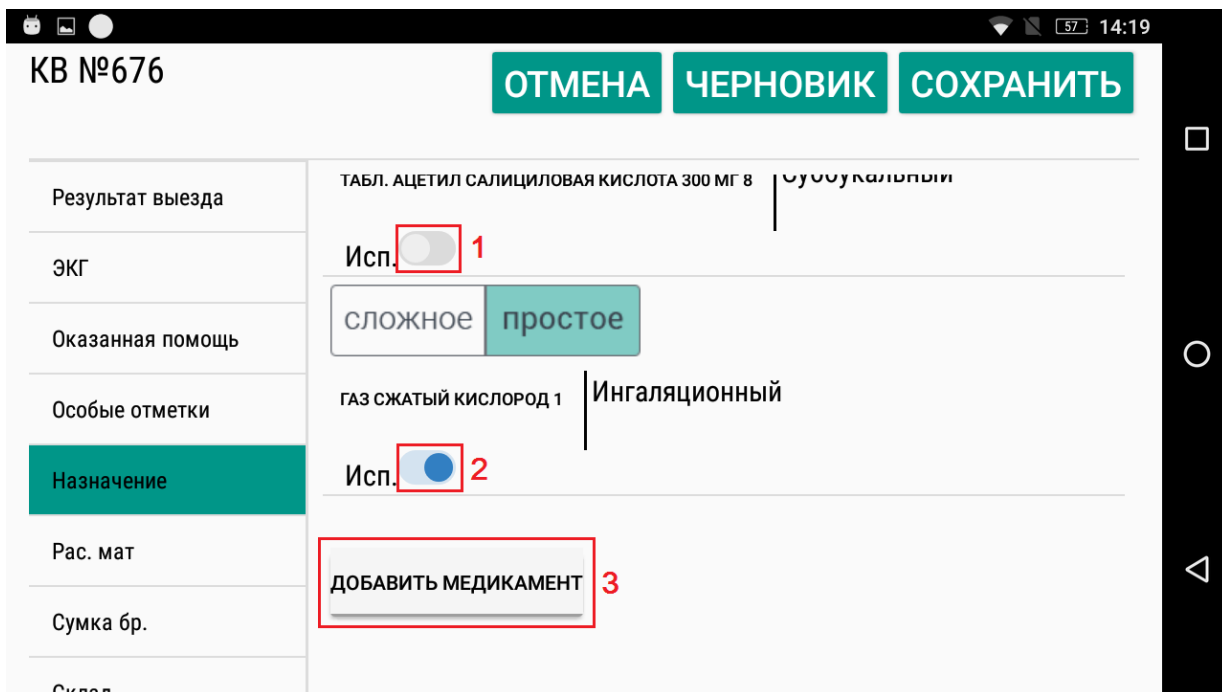 57 14:19
КВ №676
ОТМЕНА ЧЕРНОВИК СОХРАНИТЬ
Результат выезда
ЭКГ
Оказанная помощь
Особые отметки
Назначение
Рас. мат
Сумка бр.
Склад
ТАБЛ. АЦЕТИЛ САЛИЦИЛОВАЯ КИСЛОТА 300 МГ 8
Суббукальный
Исп. 1
сложное простое
ГАЗ СЖАТЫЙ КИСЛОРОД 1
Ингаляционный
Исп. 2
ДОБАВИТЬ МЕДИКАМЕНТ 3